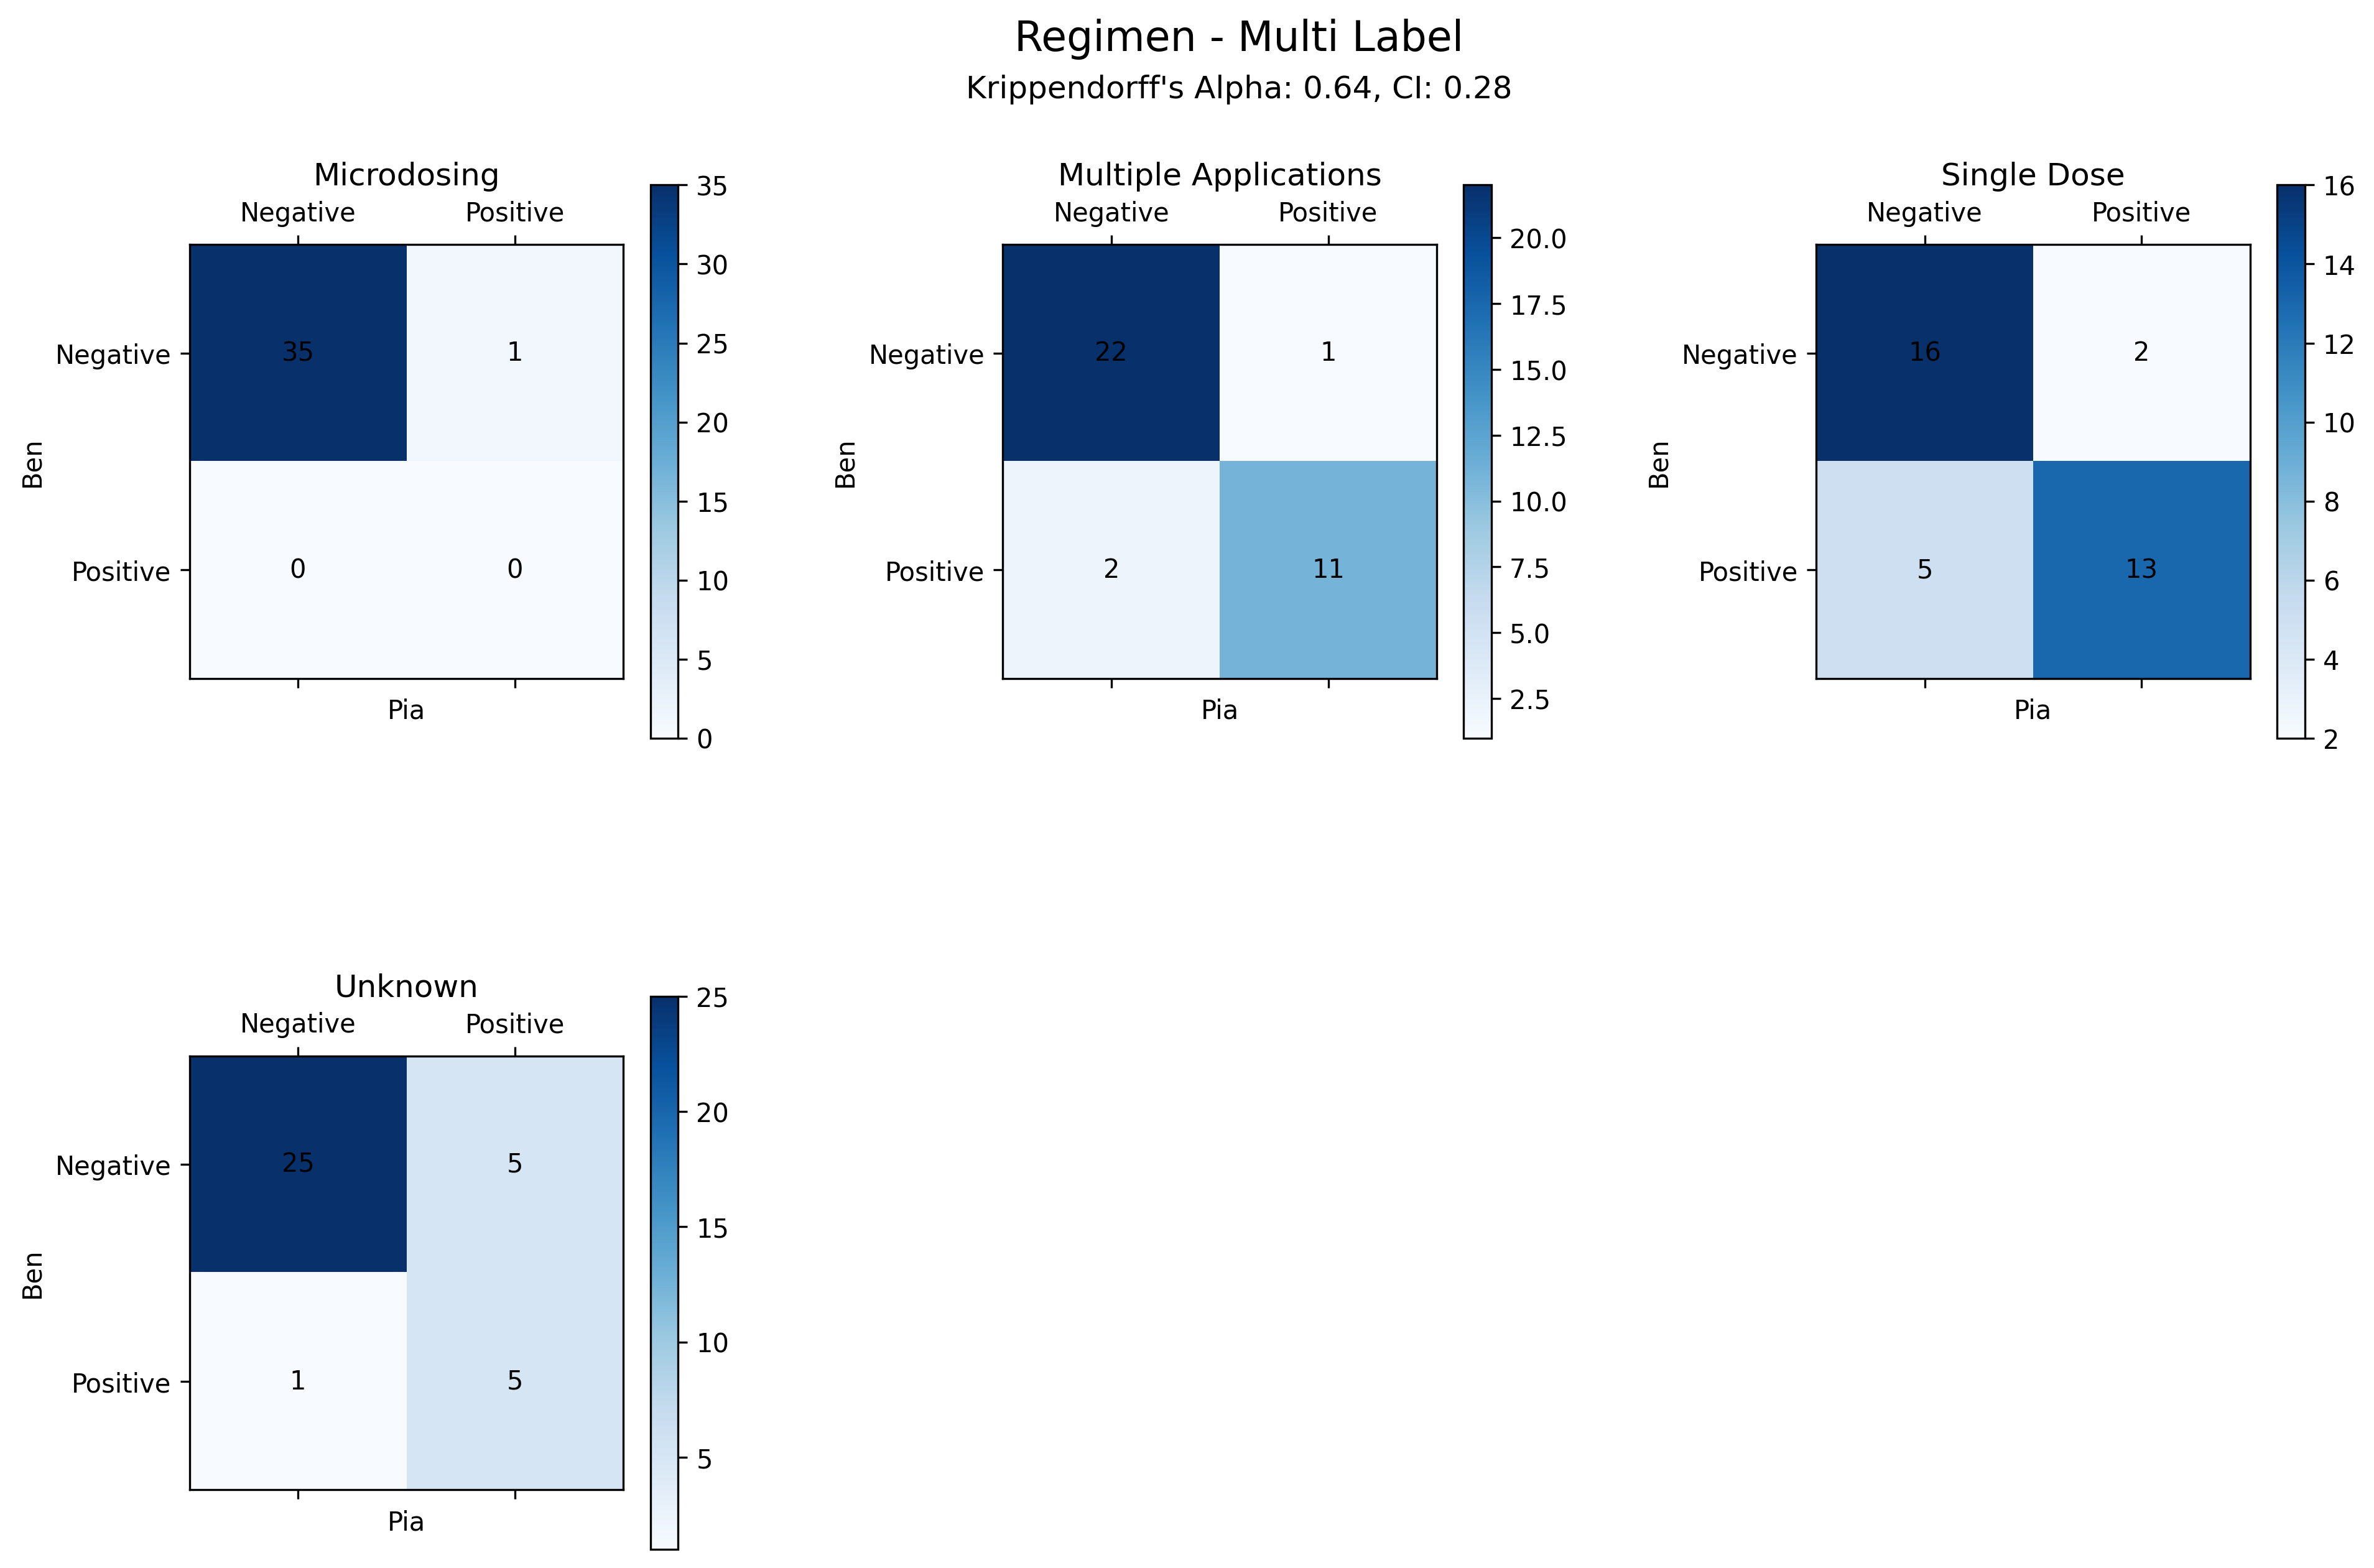 Regimen - Multi Label
Krippendorff's Alpha: 0.64, CI: 0.28
Microdosing
Negative Positive
Negative 35 1
Positive 0 0
Ben
Pia
35
30
25
20
15
10
5
0
Multiple Applications
Negative Positive
Negative 22 1
Positive 2 11
Ben
Pia
20.0
17.5
15.0
12.5
10.0
7.5
5.0
2.5
Single Dose
Negative Positive
Negative 16 2
Positive 5 13
Ben
Pia
16
14
12
10
8
6
4
2
Unknown
Negative Positive
Negative 25 5
Positive 1 5
Ben
Pia
25
20
15
10
5